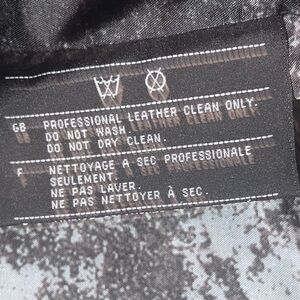 GB PROFESSIONAL LEATHER CLEAN ONLY.
DO NOT WASH.
DO NOT DRY CLEAN.
F NETTOYAGE A SEC PROFESSIONALE
SEULEMENT.
NE PAS LAVER.
NE PAS NETTOYER À SEC.